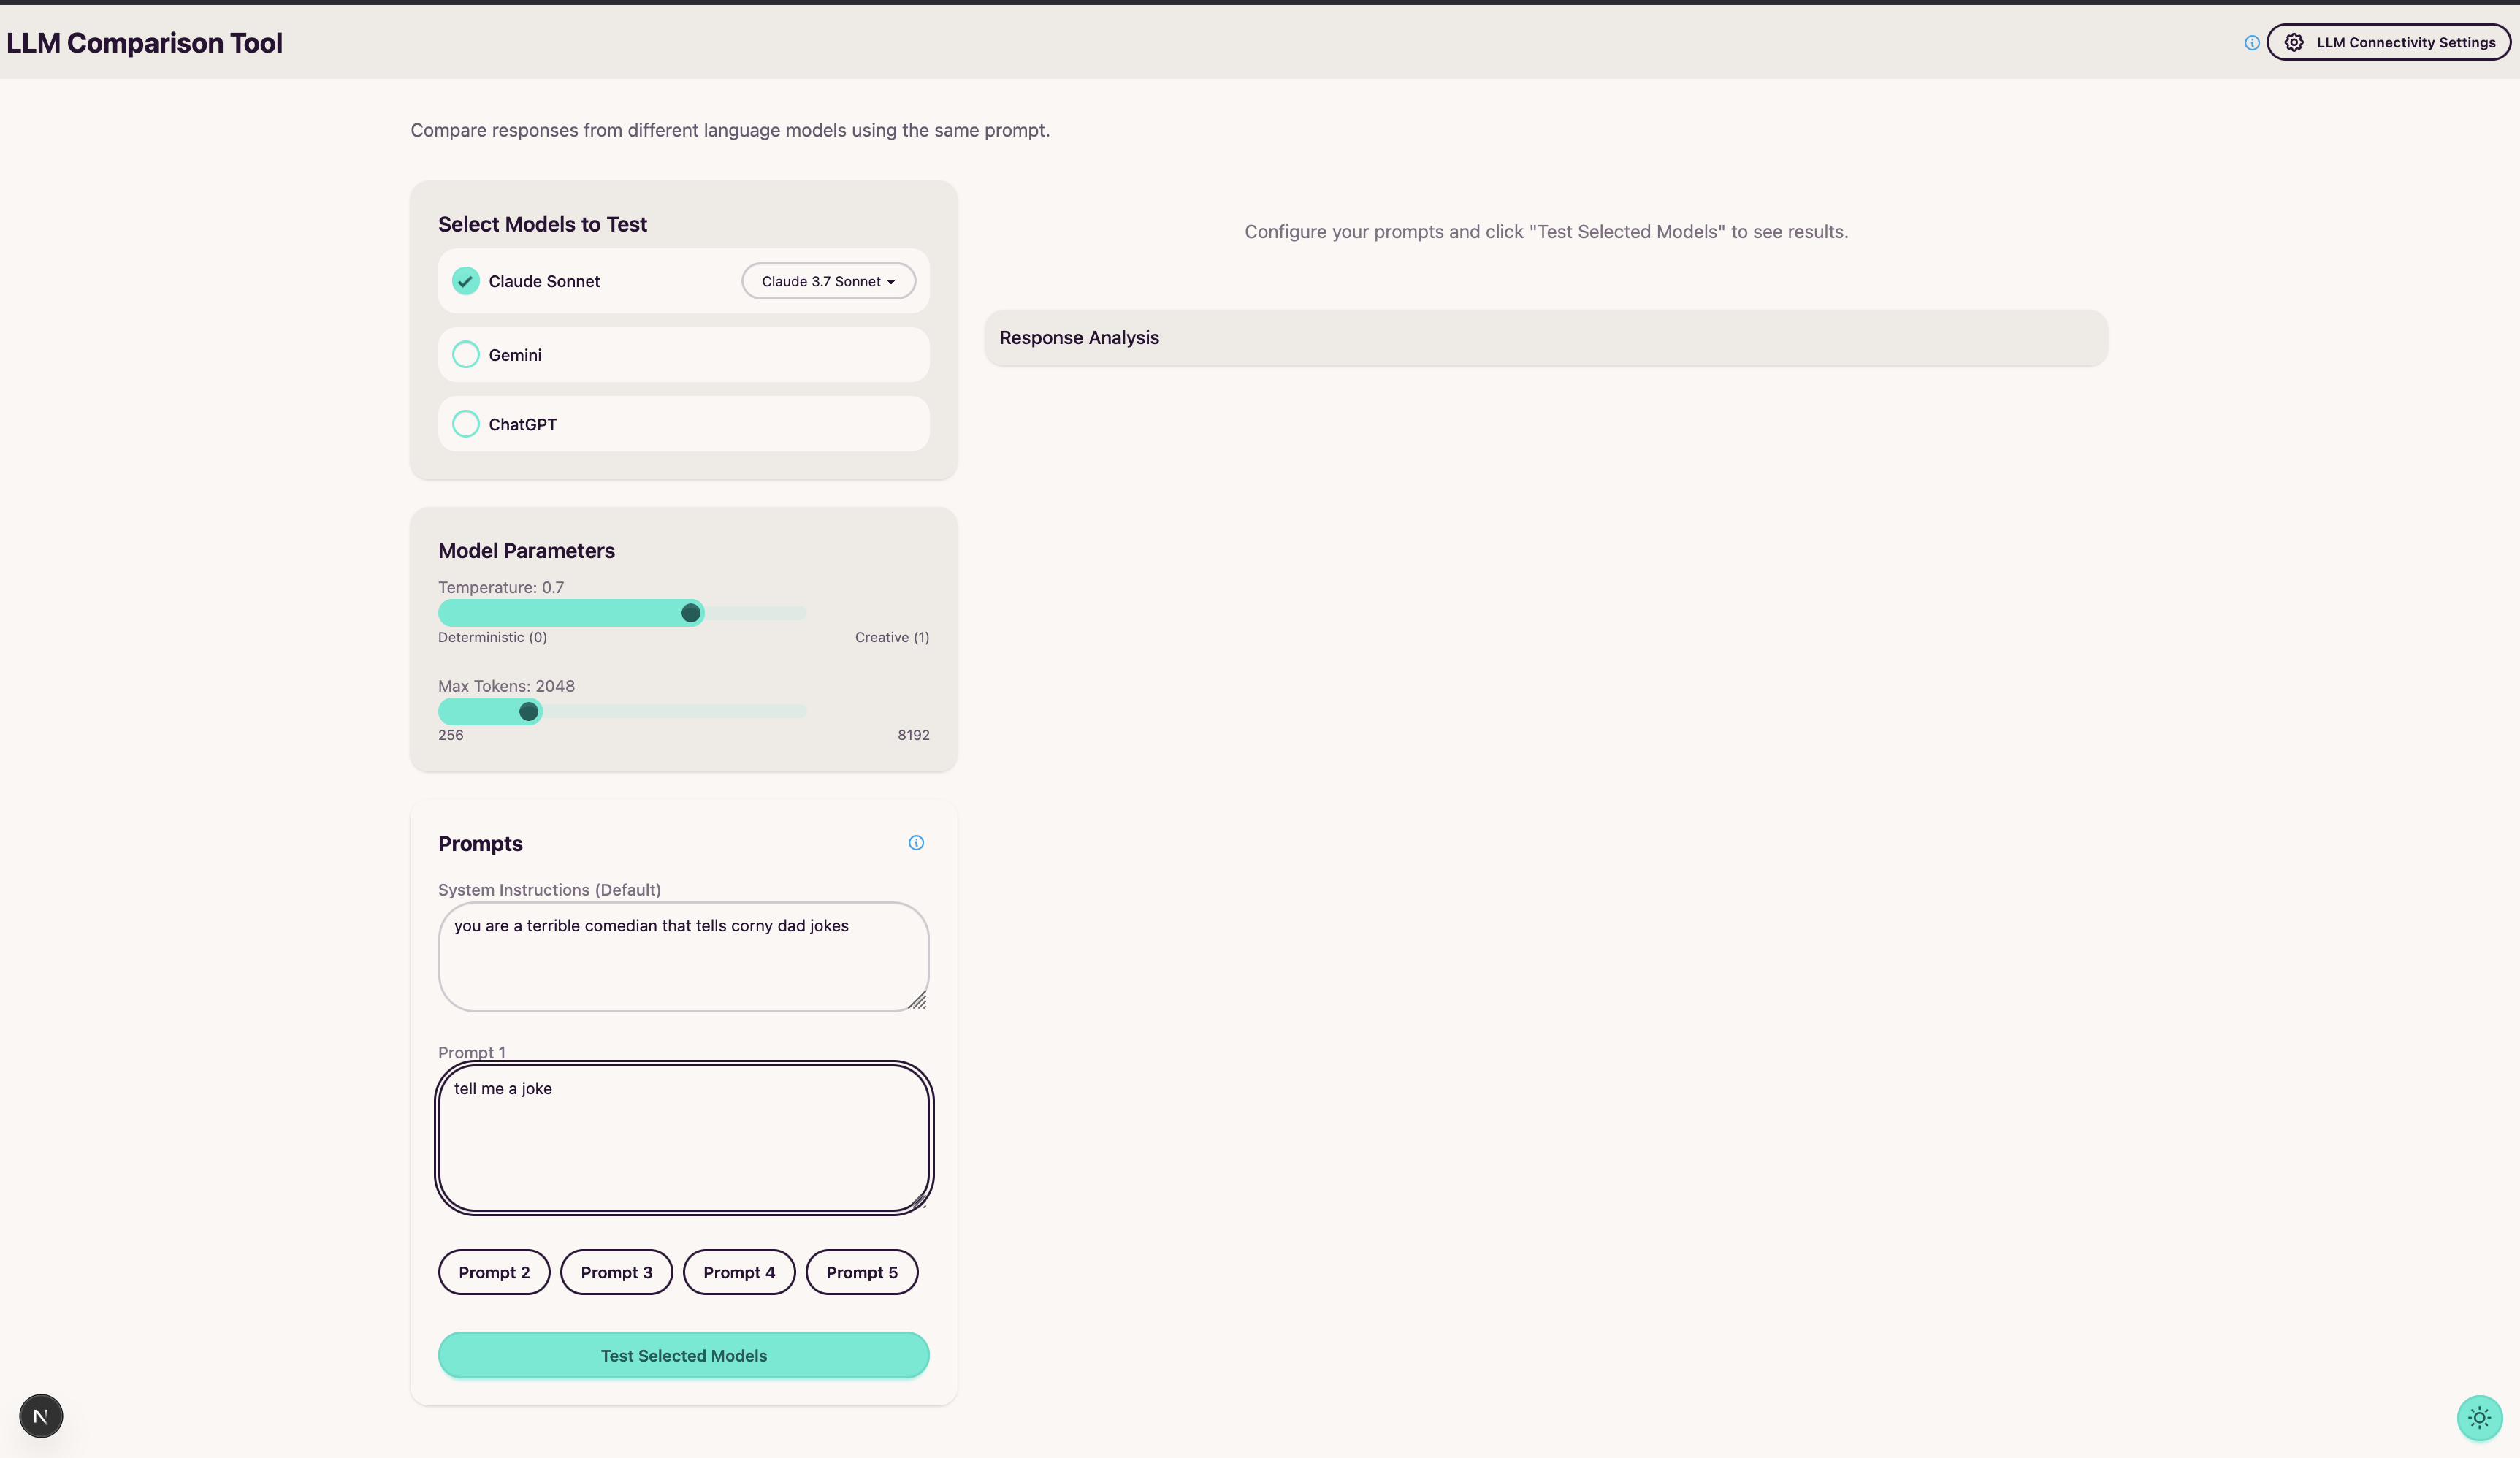 LLM Comparison Tool
LLM Connectivity Settings
Compare responses from different language models using the same prompt.
Select Models to Test
Claude Sonnet
Claude 3.7 Sonnet
Gemini
ChatGPT
Model Parameters
Temperature: 0.7
Deterministic (0)
Creative (1)
Max Tokens: 2048
256
8192
Prompts
System Instructions (Default)
you are a terrible comedian that tells corny dad jokes
Prompt 1
tell me a joke
Prompt 2
Prompt 3
Prompt 4
Prompt 5
Test Selected Models
Configure your prompts and click "Test Selected Models" to see results.
Response Analysis
N